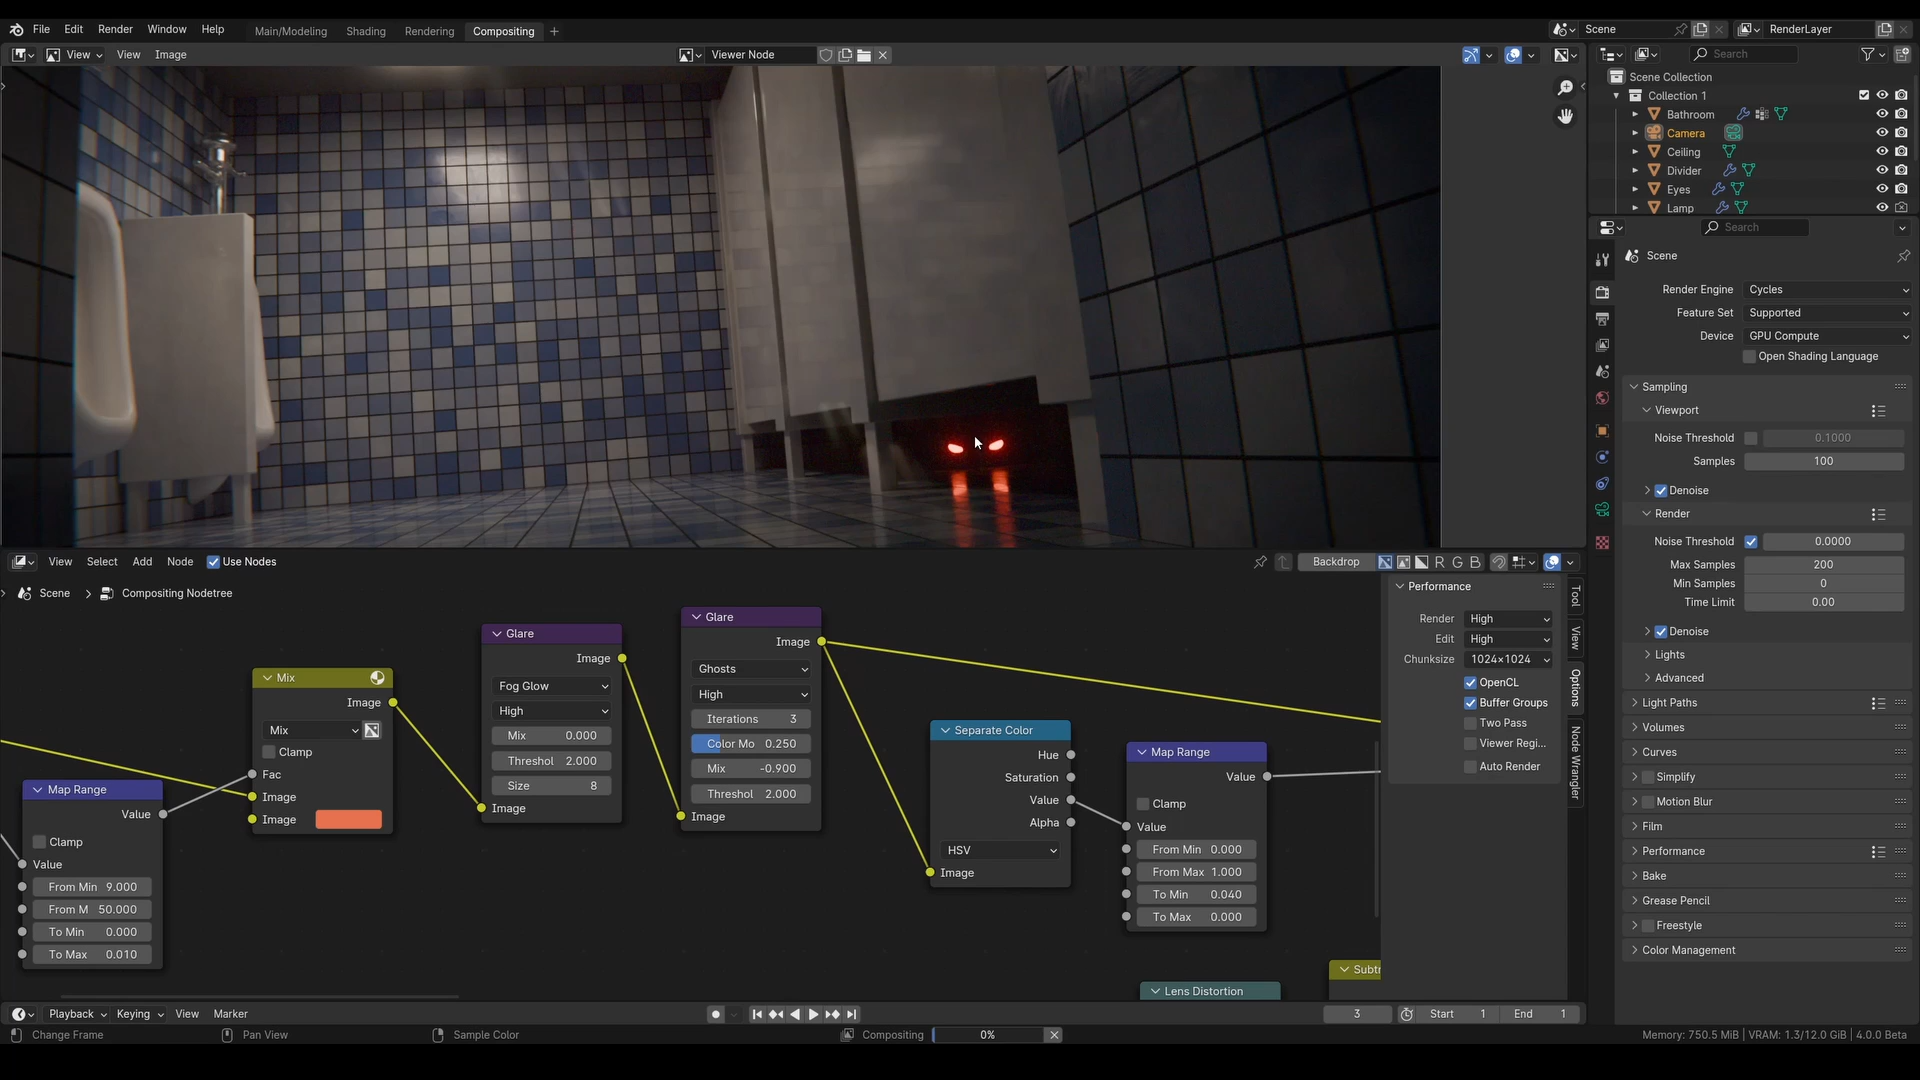 File Edit Render Window Help Main/Modeling Shading Rendering Compositing + Scene RenderLayer
View View Image Viewer Node Search
Scene Collection
Collection 1
Bathroom
Camera
Ceiling
Divider
Eyes
Lamp
Search
Scene
Render Engine Cycles
Feature Set Supported
Device GPU Compute
Open Shading Language
Sampling
Viewport
Noise Threshold 0.1000
Samples 100
Denoise
Render
Noise Threshold 0.0000
Max Samples 200
Min Samples 0
Time Limit 0.00
Denoise
Lights
Advanced
Light Paths
Volumes
Curves
Simplify
Motion Blur
Film
Performance
Bake
Grease Pencil
Freestyle
Color Management
View Select Add Node Use Nodes Backdrop R G B
Scene > Compositing Nodetree
Performance
Render High
Edit High
Chunksize 1024×1024
OpenCL
Buffer Groups
Two Pass
Viewer Regi...
Auto Render
Tool
View
Options
Node Wrangler
Map Range
Value
Clamp
Value
From Min 9.000
From M 50.000
To Min 0.000
To Max 0.010
Mix
Image
Mix
Clamp
Fac
Image
Image
Glare
Image
Fog Glow
High
Mix 0.000
Threshol 2.000
Size 8
Image
Glare
Image
Ghosts
High
Iterations 3
Color Mo 0.250
Mix -0.900
Threshol 2.000
Image
Separate Color
Hue
Saturation
Value
Alpha
HSV
Image
Map Range
Value
Clamp
Value
From Min 0.000
From Max 1.000
To Min 0.040
To Max 0.000
Subtr
Lens Distortion
Playback Keying View Marker 3 Start 1 End 1
Change Frame Pan View Sample Color Compositing 0% Memory: 750.5 MiB | VRAM: 1.3/12.0 GiB | 4.0.0 Beta